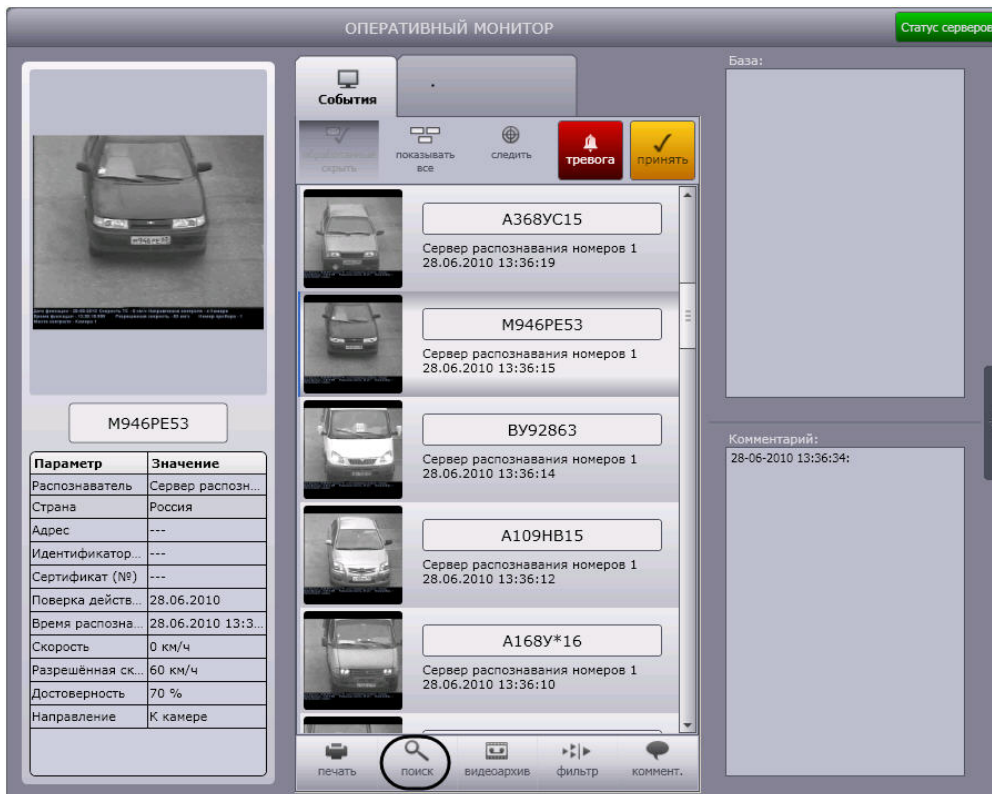 ОПЕРАТИВНЫЙ МОНИТОР
Статус серверов
М946РЕ53
Параметр Значение
Распознаватель Сервер распозн...
Страна Россия
Адрес ---
Идентификатор... ---
Сертификат (№) ---
Поверка действ... 28.06.2010
Время распозна... 28.06.2010 13:3...
Скорость 0 км/ч
Разрешённая ск... 60 км/ч
Достоверность 70 %
Направление К камере
События
скрыть
показывать
все
следить
тревога
принять
А368УС15
Сервер распознавания номеров 1
28.06.2010 13:36:19
М946РЕ53
Сервер распознавания номеров 1
28.06.2010 13:36:15
ВУ92863
Сервер распознавания номеров 1
28.06.2010 13:36:14
А109НВ15
Сервер распознавания номеров 1
28.06.2010 13:36:12
А168У*16
Сервер распознавания номеров 1
28.06.2010 13:36:10
печать
поиск
видеоархив
фильтр
коммент.
База:
Комментарий:
28-06-2010 13:36:34: